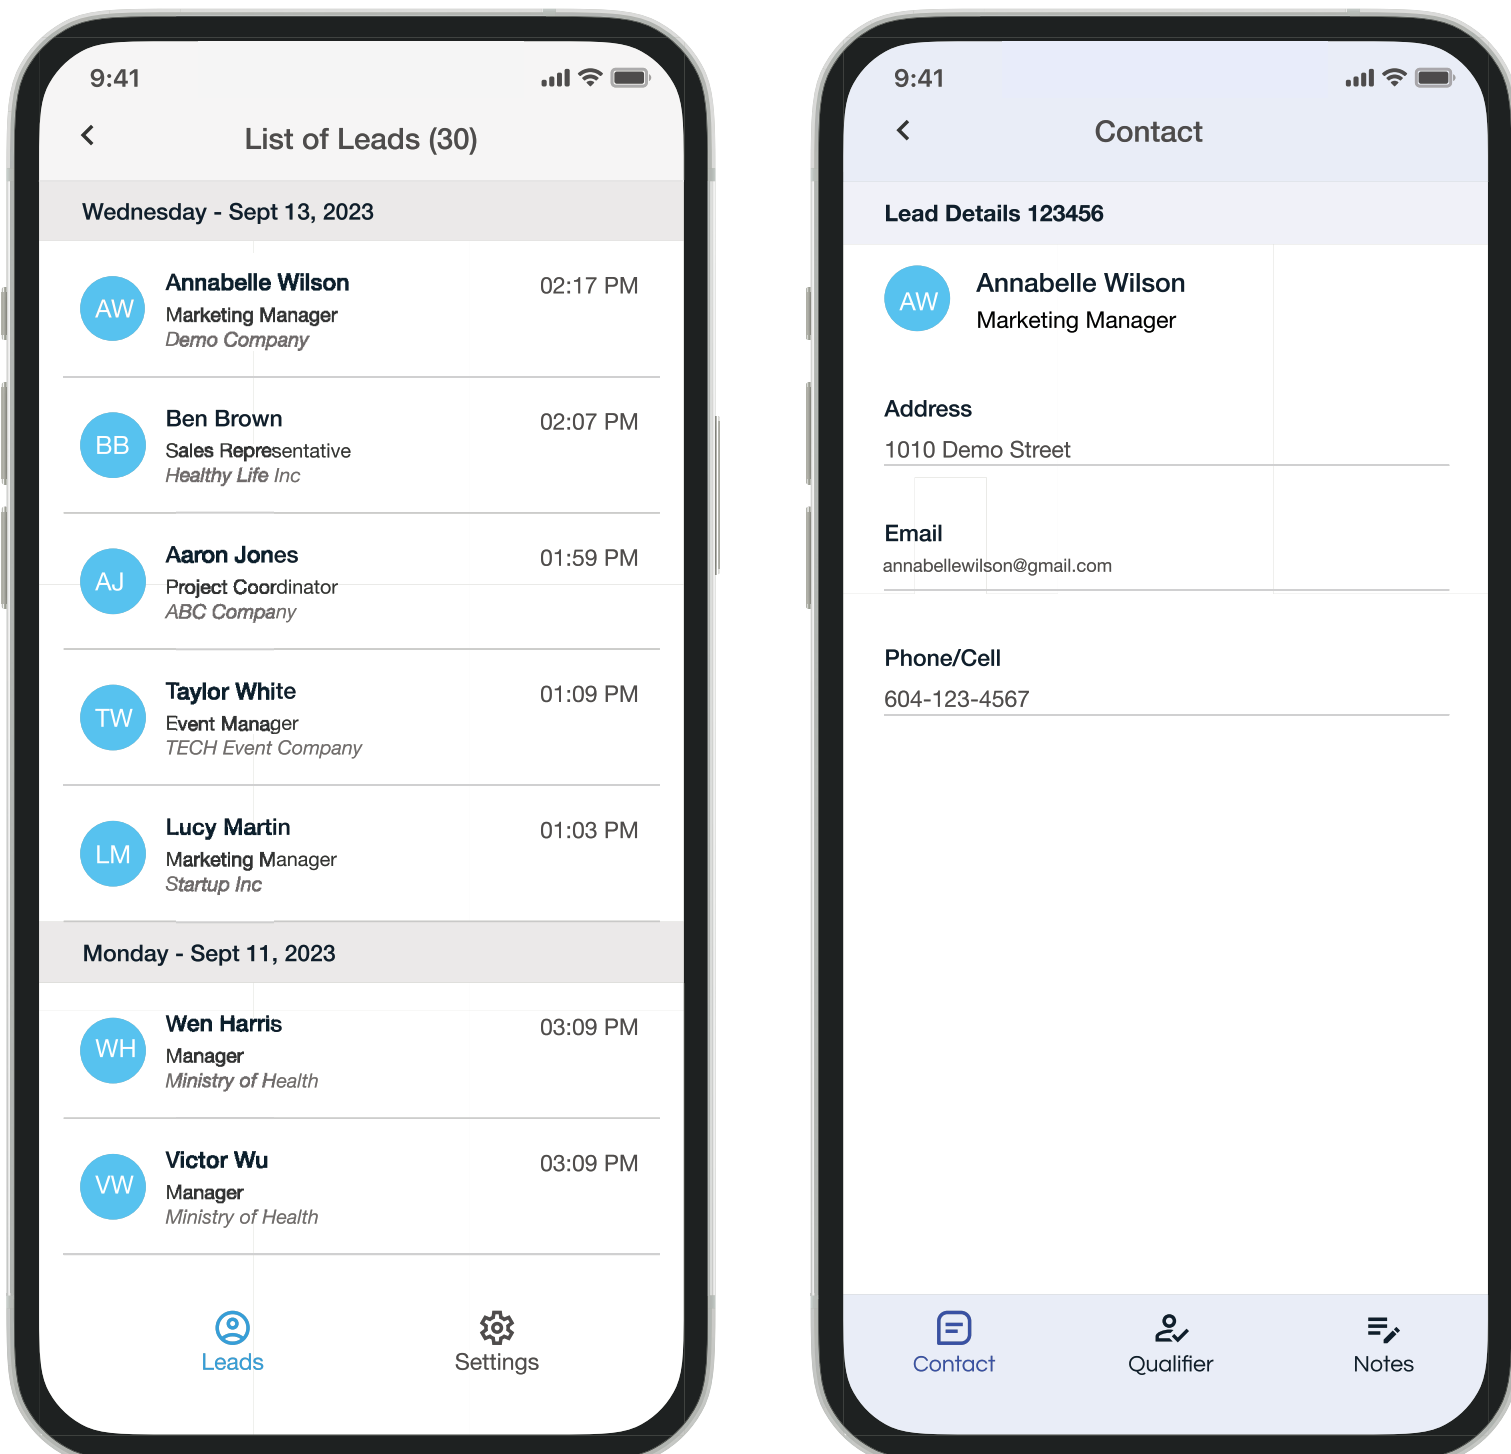 9:41
List of Leads (30)
Wednesday - Sept 13, 2023
AW
Annabelle Wilson
02:17 PM
Marketing Manager
Demo Company
BB
Ben Brown
02:07 PM
Sales Representative
Healthy Life Inc
AJ
Aaron Jones
01:59 PM
Project Coordinator
ABC Company
TW
Taylor White
01:09 PM
Event Manager
TECH Event Company
LM
Lucy Martin
01:03 PM
Marketing Manager
Startup Inc
Monday - Sept 11, 2023
WH
Wen Harris
03:09 PM
Manager
Ministry of Health
VW
Victor Wu
03:09 PM
Manager
Ministry of Health
Leads
Settings
9:41
Contact
Lead Details 123456
AW
Annabelle Wilson
Marketing Manager
Address
1010 Demo Street
Email
annabellewilson@gmail.com
Phone/Cell
604-123-4567
Contact
Qualifier
Notes